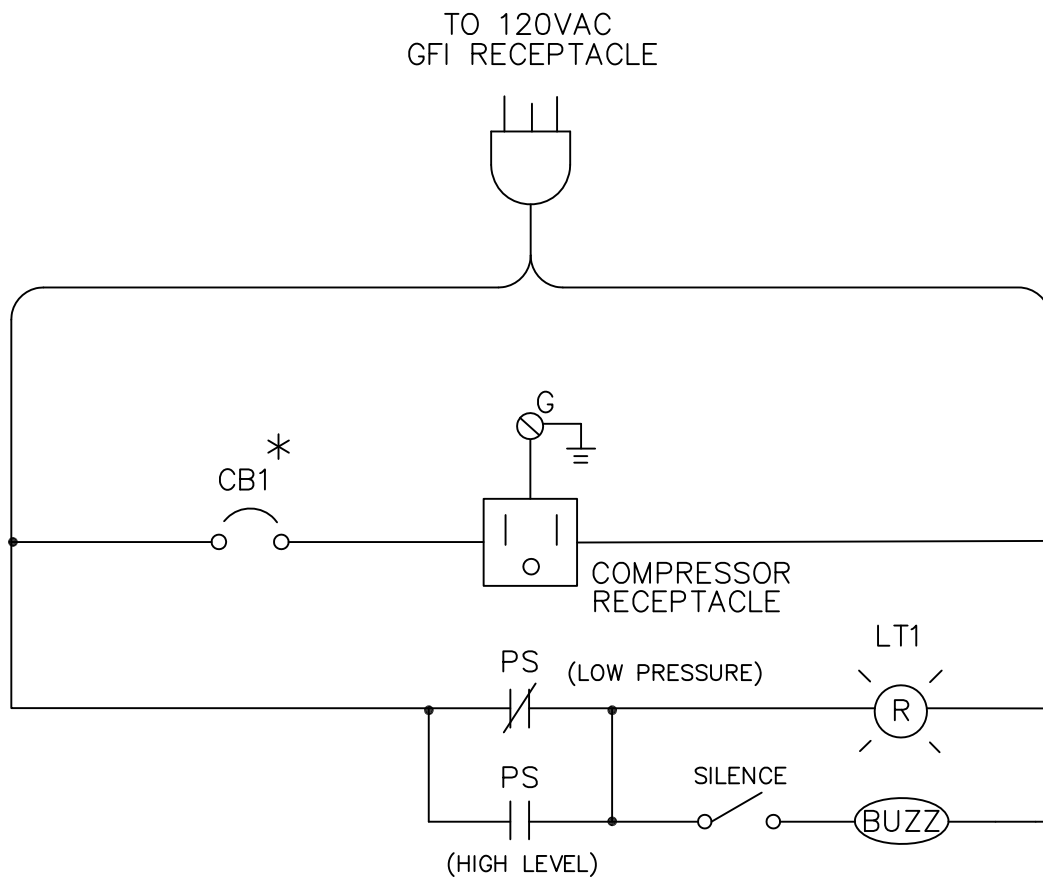 TO 120VAC
GFI RECEPTACLE
G
*
CB1
COMPRESSOR
RECEPTACLE
LT1
PS
(LOW PRESSURE)
R
PS
SILENCE
BUZZ
(HIGH LEVEL)